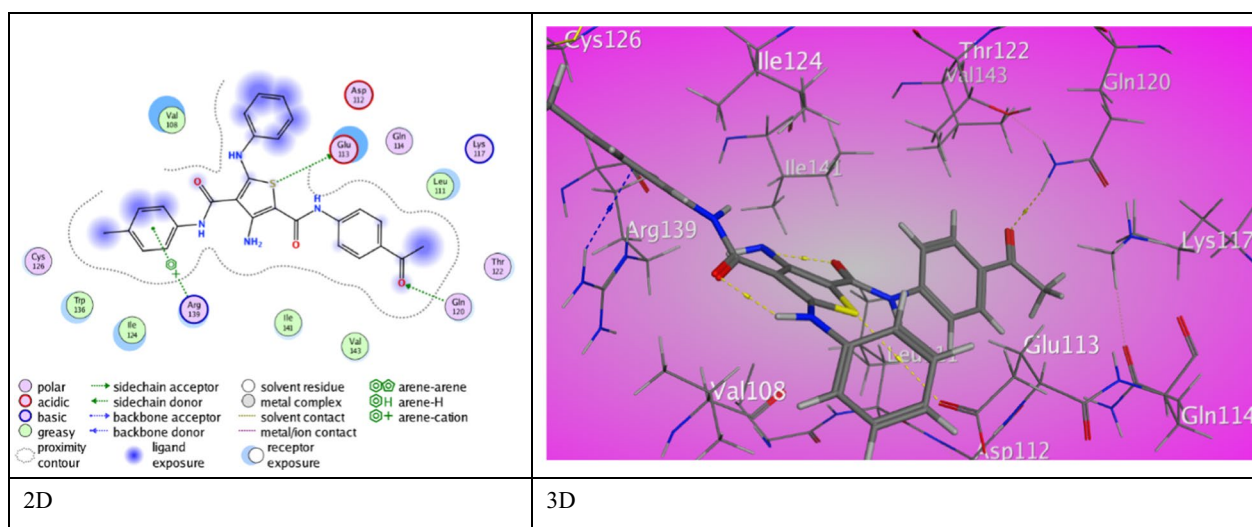 Asp
112
Val
108
Glu
113
Gln
114
Lys
117
HN
S
Leu
111
O
H
N
N
H
NH₂
O
Cys
126
Thr
122
O
Trp
136
Arg
139
Gln
120
Ile
124
Ile
141
Val
143
polar sidechain acceptor solvent residue arene-arene
acidic sidechain donor metal complex H arene-H
basic backbone acceptor solvent contact + arene-cation
greasy backbone donor metal/ion contact
proximity contour ligand exposure receptor exposure
Cys126
Ile124
Thr122
Val143
Gln120
Ile141
Arg139
Lys117
Glu113
Val108
Gln114
Asp112
2D
3D